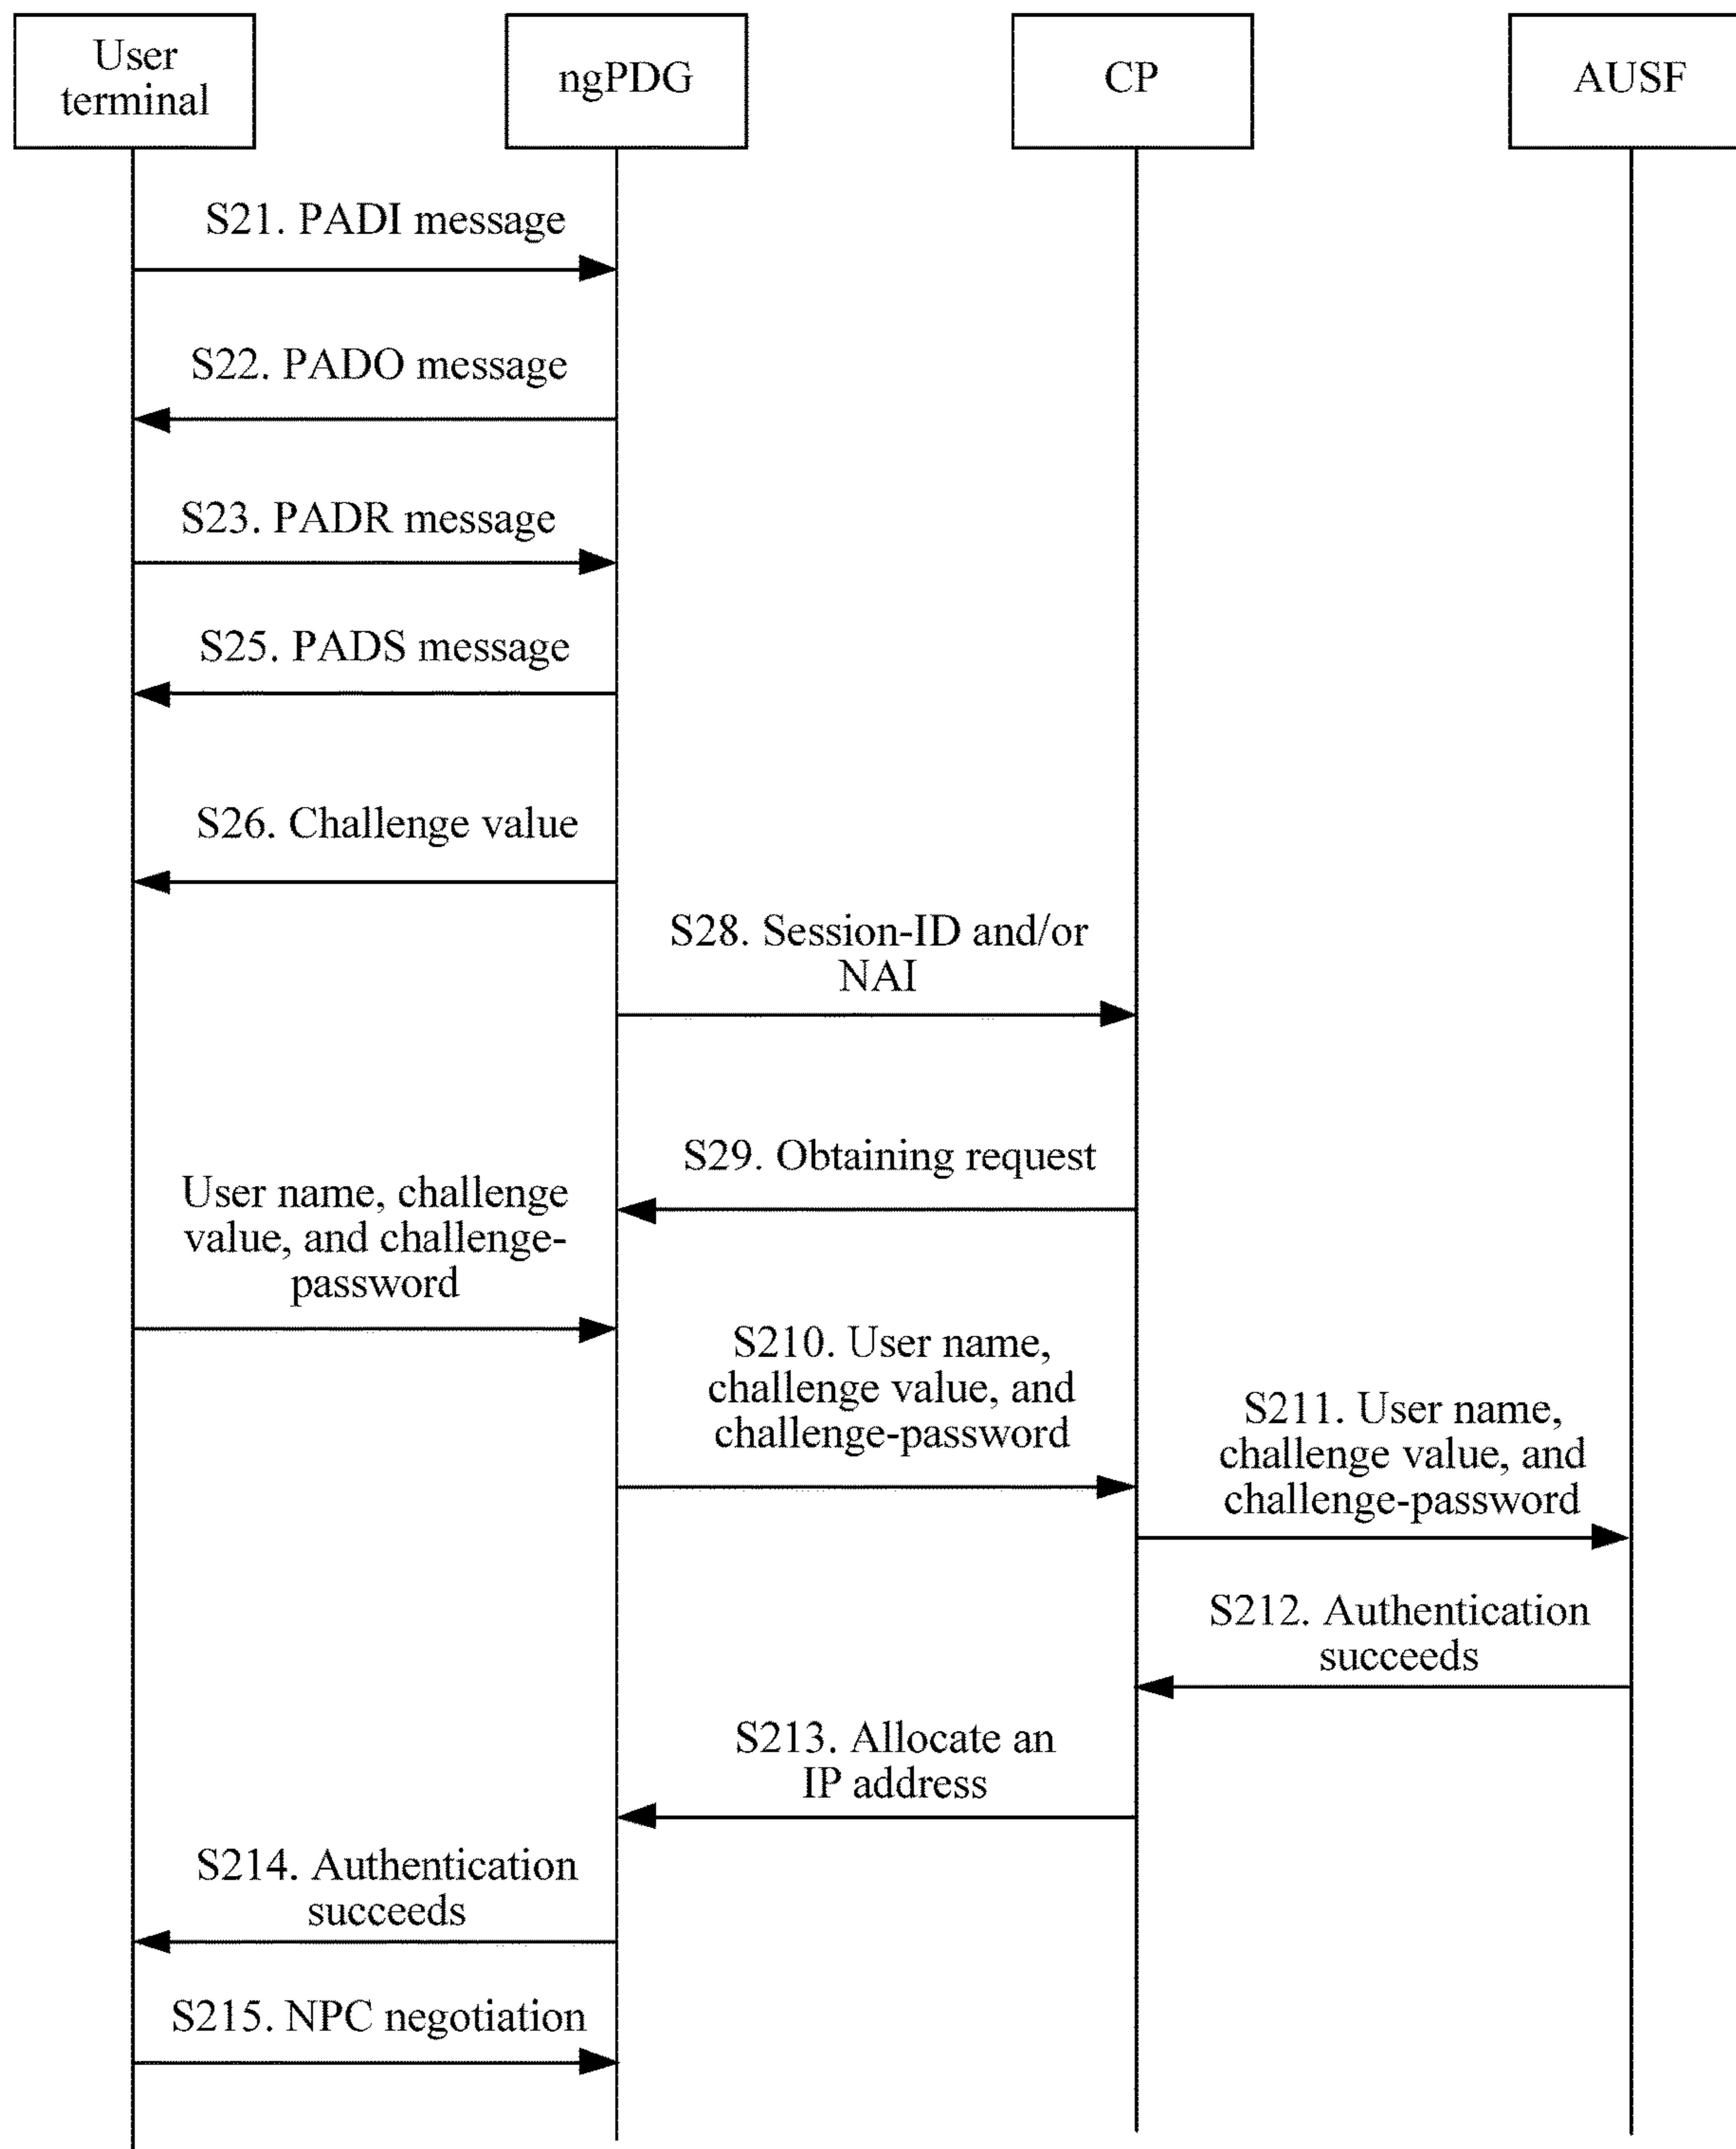 User
terminal
ngPDG
CP
AUSF
S21. PADI message
S22. PADO message
S23. PADR message
S25. PADS message
S26. Challenge value
S28. Session-ID and/or
NAI
S29. Obtaining request
User name, challenge
value, and challenge-
password
S210. User name,
challenge value, and
challenge-password
S211. User name,
challenge value, and
challenge-password
S212. Authentication
succeeds
S213. Allocate an
IP address
S214. Authentication
succeeds
S215. NPC negotiation